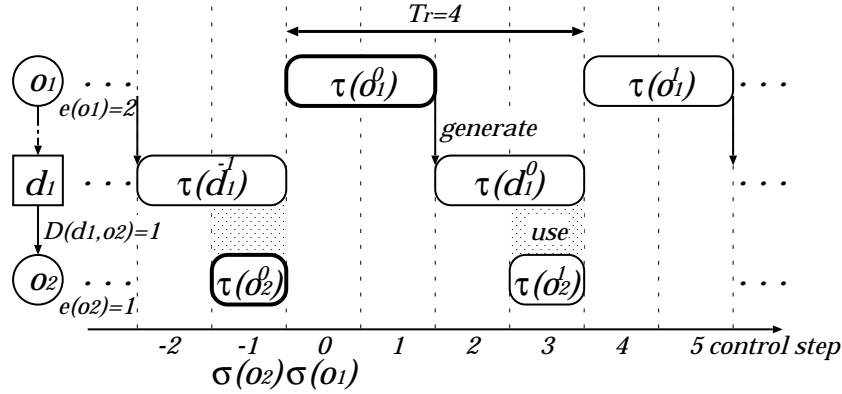 Tr=4
o1 . . . τ(o1^0) τ(o1^1) . . .
e(o1)=2
generate
d1 . . . τ(d1^-1) τ(d1^0) . . .
D(d1,o2)=1
use
o2 . . . τ(o2^0) τ(o2^1) . . .
e(o2)=1
-2 -1 0 1 2 3 4 5 control step
σ(o2) σ(o1)